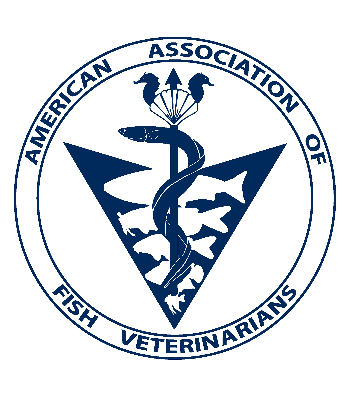 AMERICAN ASSOCIATION OF
FISH VETERINARIANS